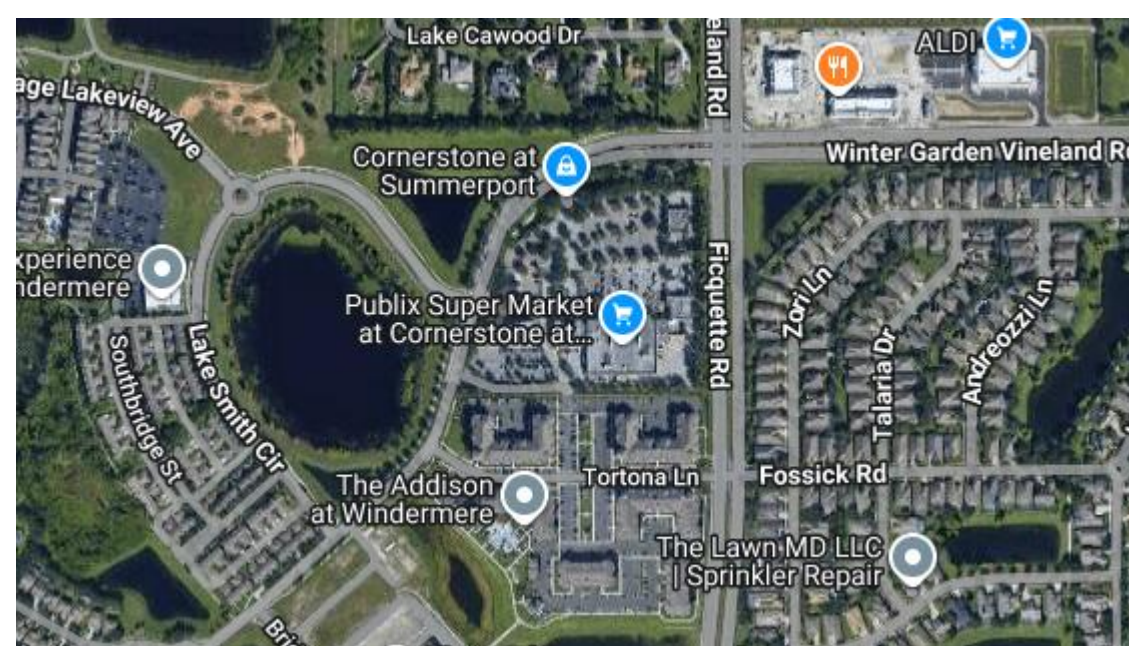 Lake Cawood Dr
eland Rd
ALDI
age Lakeview Ave
Cornerstone at
Summerport
Winter Garden Vineland R
xperience
ndermere
Publix Super Market
at Cornerstone at...
Ficquette Rd
Zori Ln
Andreozzi Ln
Talaria Dr
Southbridge St
Lake Smith Cir
The Addison
at Windermere
Tortona Ln
Fossick Rd
The Lawn MD LLC
| Sprinkler Repair
Bri